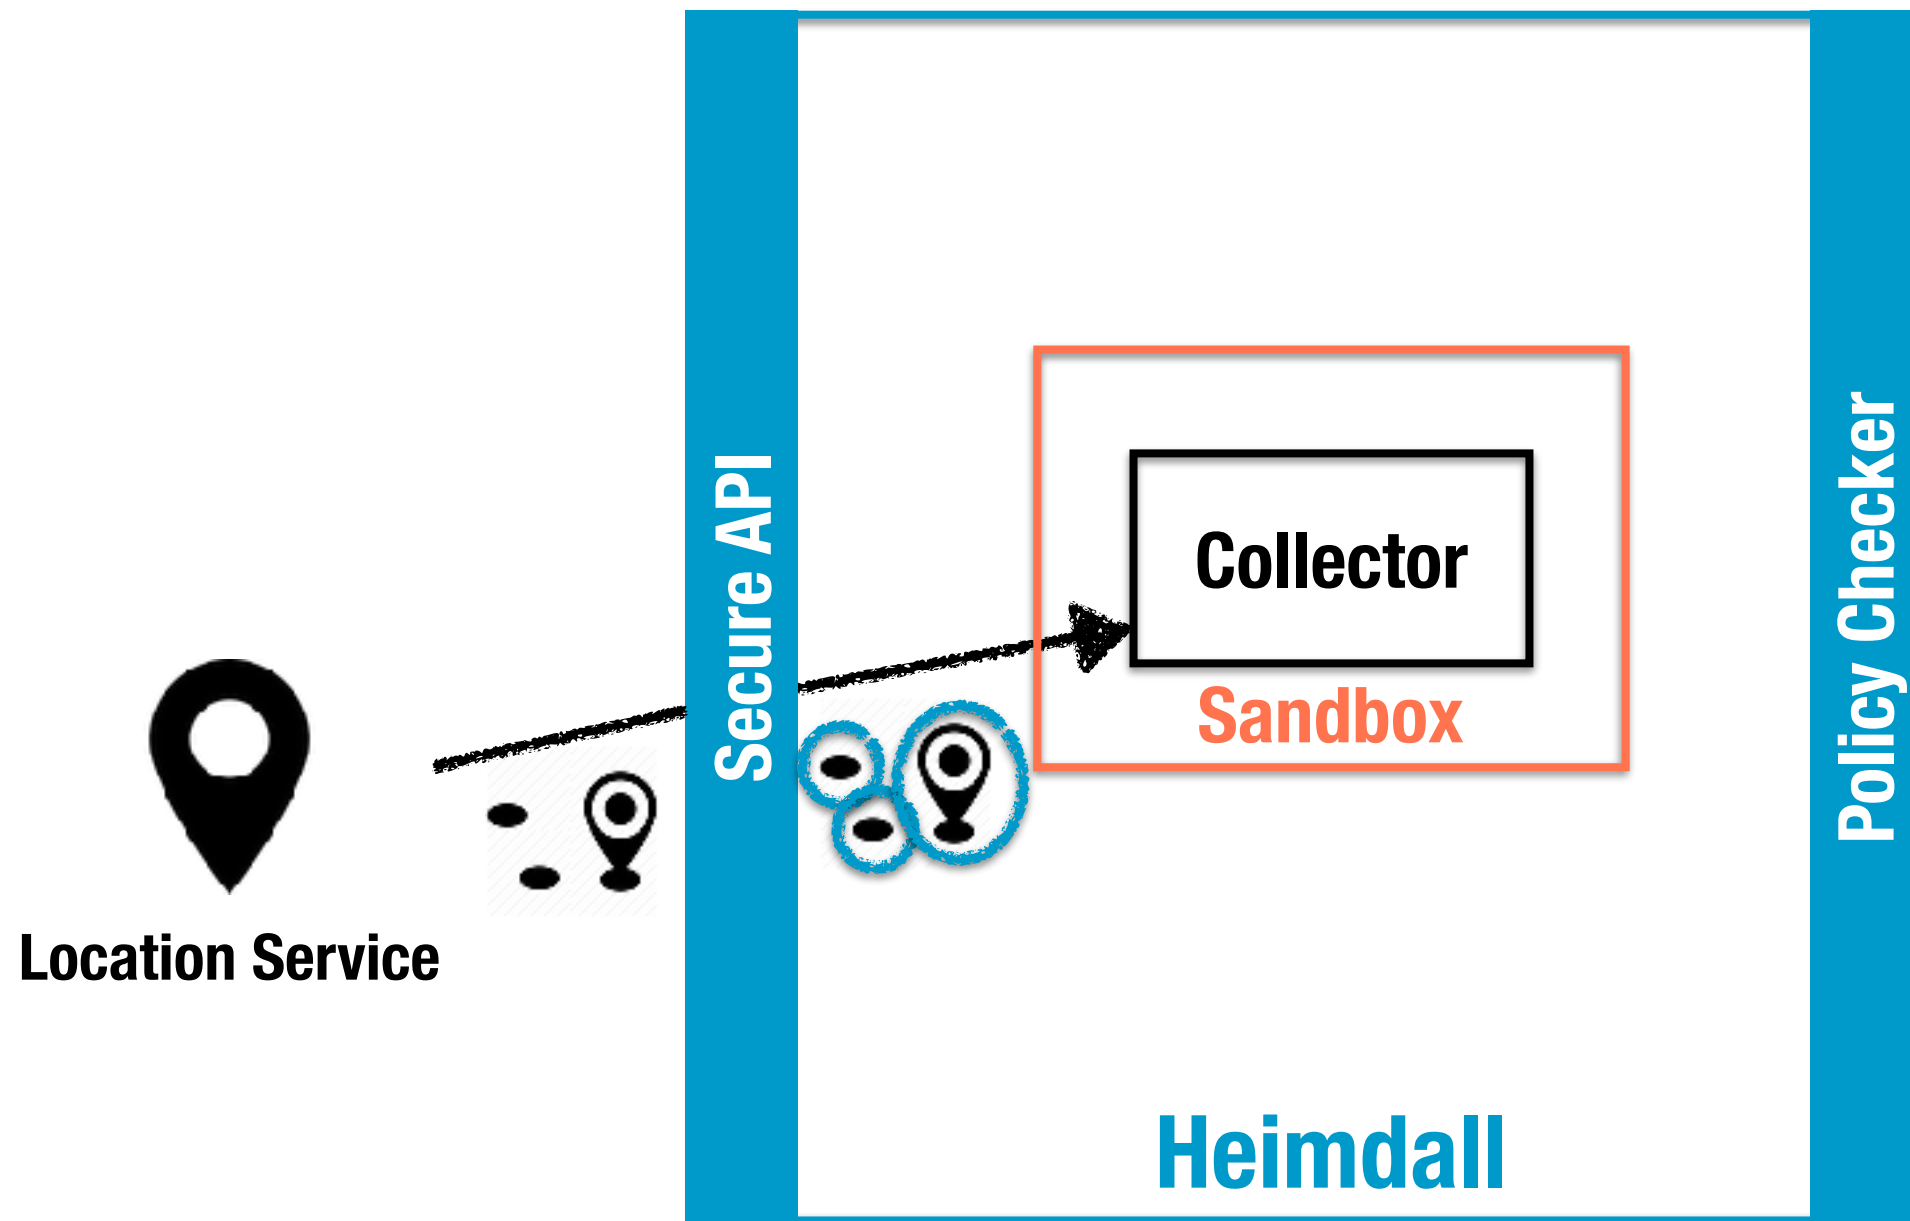 Location Service
Secure API
Collector
Sandbox
Heimdall
Policy Checker